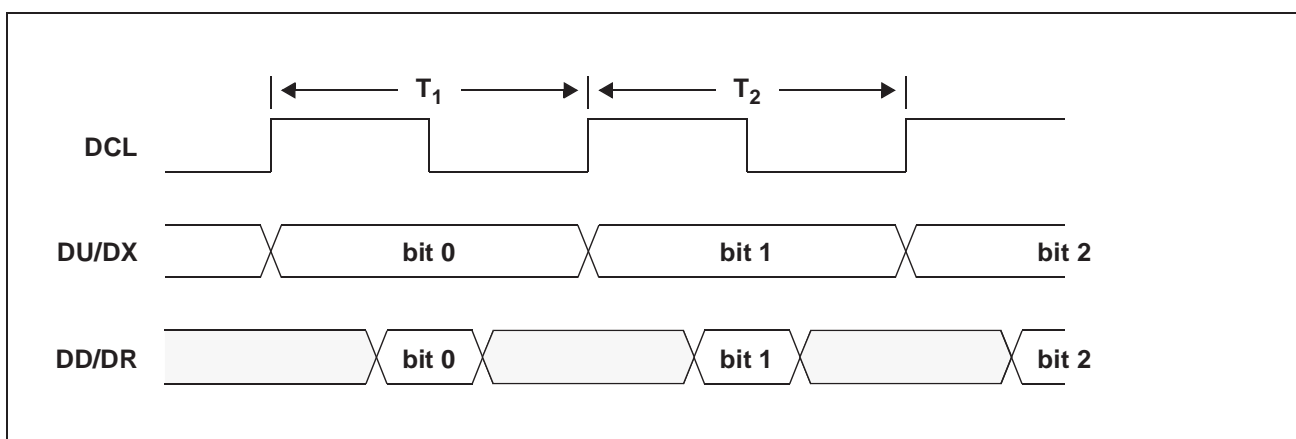 T₁ T₂
DCL
DU/DX bit 0 bit 1 bit 2
DD/DR bit 0 bit 1 bit 2